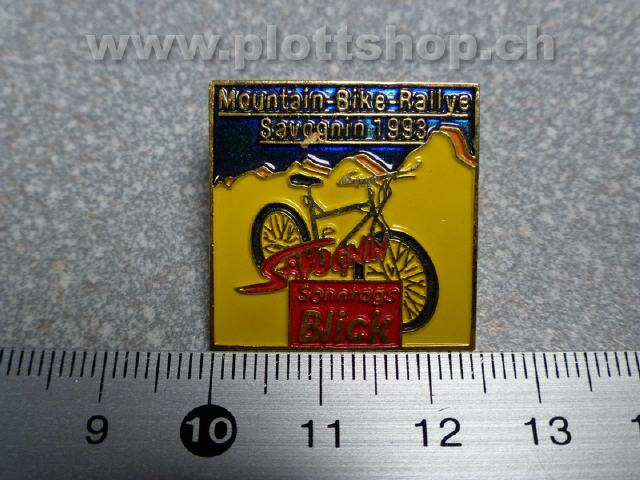 www.plottshop.ch
Mountain-Bike-Rallye
Savognin 1993
SAVOGNIN
Sonntags
Blick
9 10 11 12 13